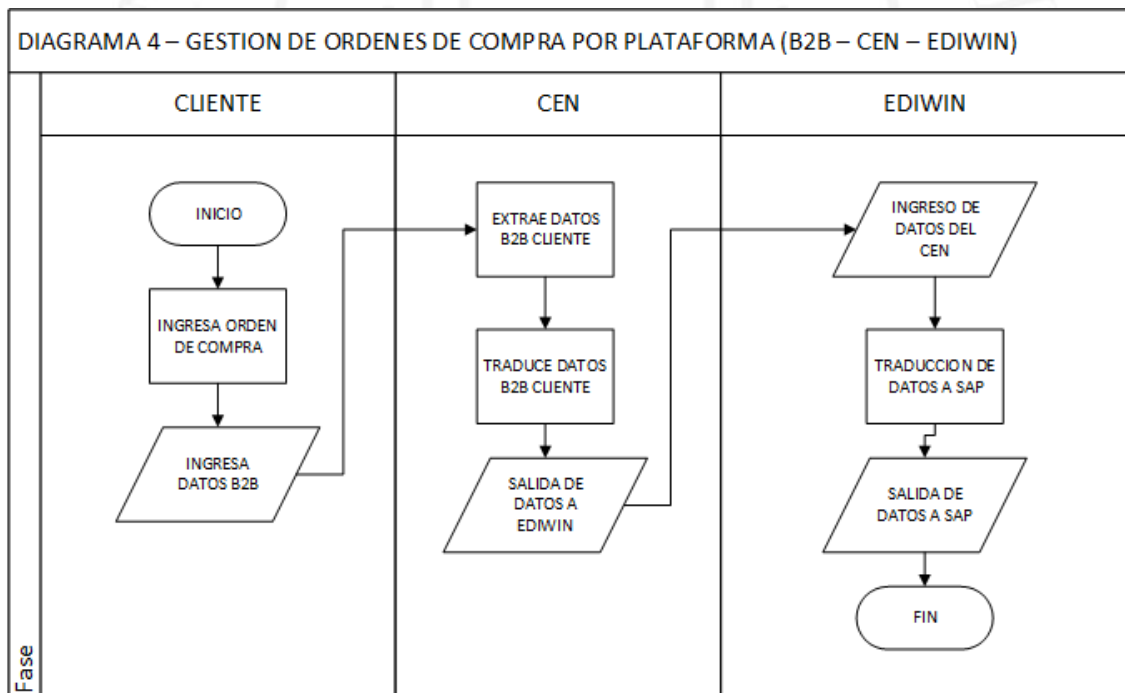 DIAGRAMA 4 – GESTION DE ORDENES DE COMPRA POR PLATAFORMA (B2B – CEN – EDIWIN)
CLIENTE
CEN
EDIWIN
INICIO
INGRESA ORDEN
DE COMPRA
INGRESA
DATOS B2B
EXTRAE DATOS
B2B CLIENTE
TRADUCE DATOS
B2B CLIENTE
SALIDA DE
DATOS A
EDIWIN
INGRESO DE
DATOS DEL
CEN
TRADUCCION DE
DATOS A SAP
SALIDA DE
DATOS A SAP
FIN
Fase